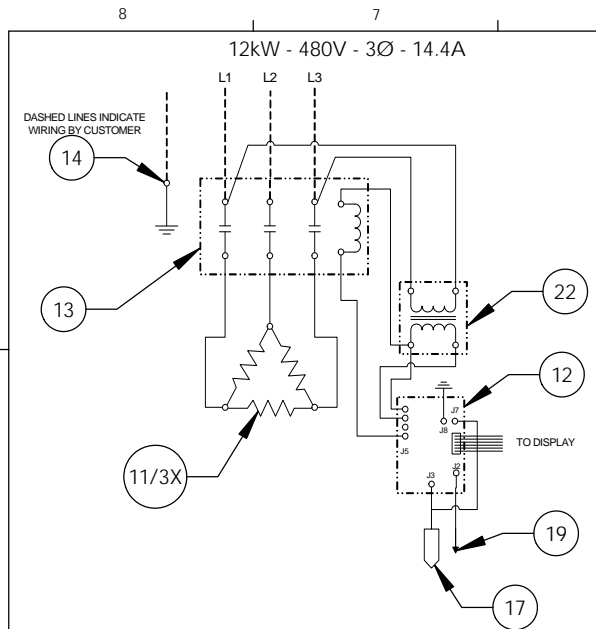 8 7
12kW - 480V - 3Ø - 14.4A
L1 L2 L3
DASHED LINES INDICATE
WIRING BY CUSTOMER
14
13
22
12
J7
J8
TO DISPLAY
J5
J3 J2
11/3X
19
17